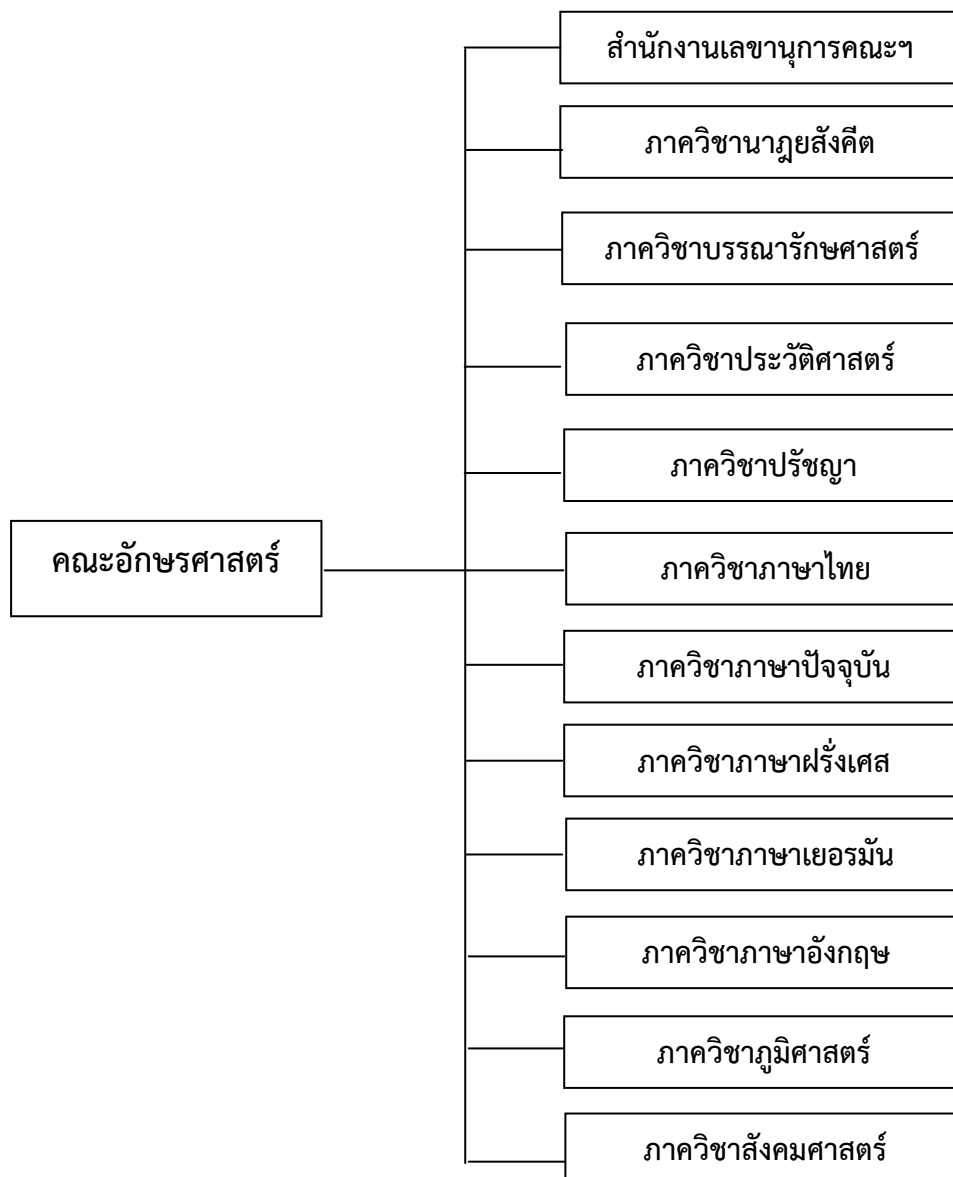 สำนักงานเลขานุการคณะฯ
ภาควิชานาฏยสังคีต
ภาควิชาบรรณารักษศาสตร์
ภาควิชาประวัติศาสตร์
ภาควิชาปรัชญา
คณะอักษรศาสตร์
ภาควิชาภาษาไทย
ภาควิชาภาษาปัจจุบัน
ภาควิชาภาษาฝรั่งเศส
ภาควิชาภาษาเยอรมัน
ภาควิชาภาษาอังกฤษ
ภาควิชาภูมิศาสตร์
ภาควิชาสังคมศาสตร์